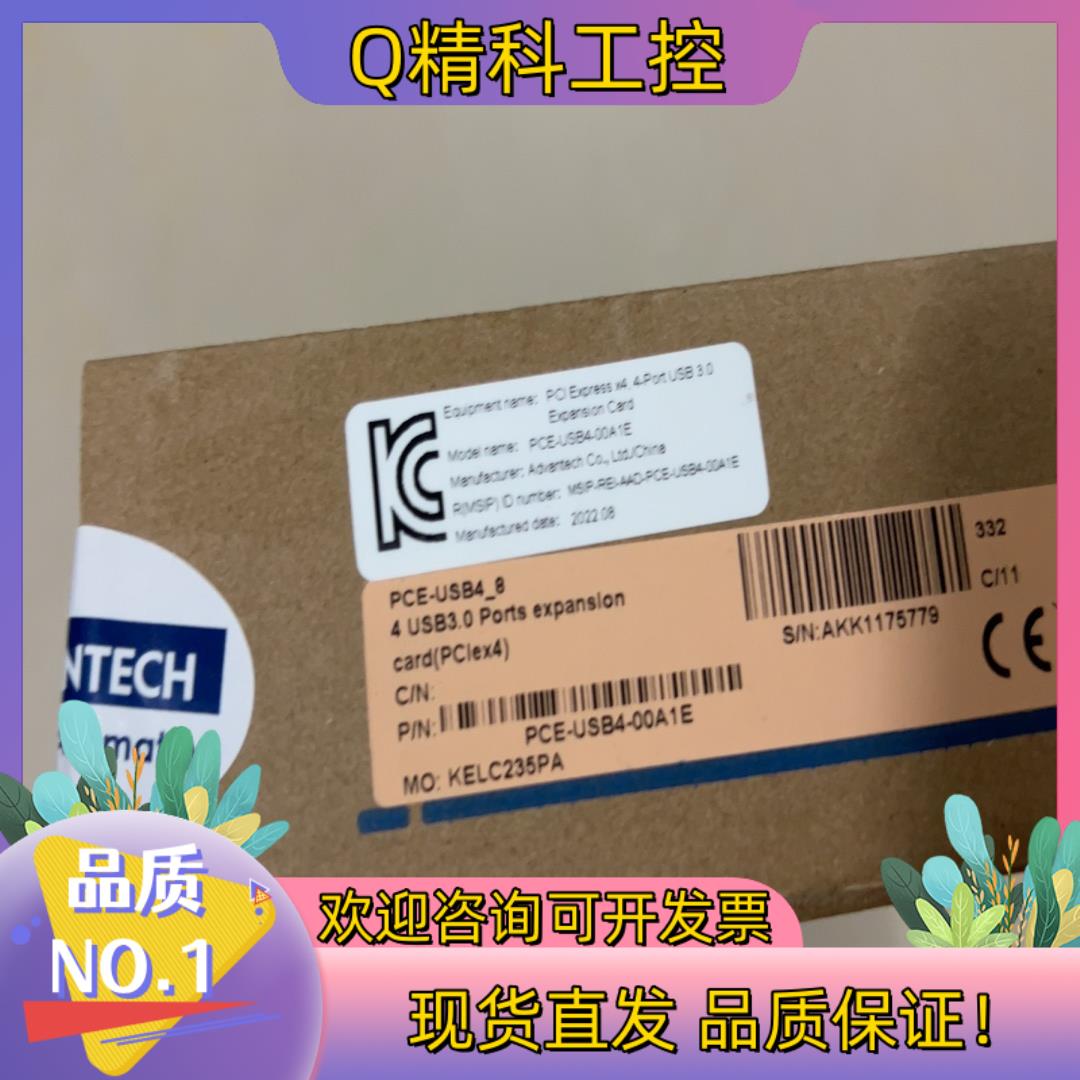 Q精科工控
Equipment name: PCI Express x4, 4-Port USB 3.0
Expansion Card
Model name: PCE-USB4-00A1E
Manufacturer: Advantech Co., Ltd./China
R(MSIP) ID number: MSIP-REI-AAD-PCE-USB4-00A1E
Manufactured date: 2022.08
PCE-USB4_8
4 USB3.0 Ports expansion
card(PCIex4)
C/N:
P/N:
PCE-USB4-00A1E
MO: KELC235PA
332
C/11
S/N:AKK1175779
CE
NTECH
品质
NO.1
欢迎咨询可开发票
现货直发 品质保证!